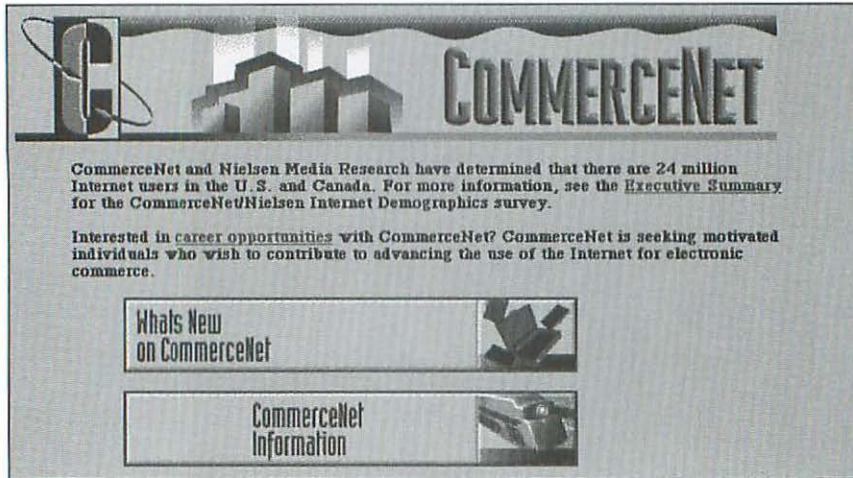 C
COMMERCENET
CommerceNet and Nielsen Media Research have determined that there are 24 million
Internet users in the U.S. and Canada. For more information, see the Executive Summary
for the CommerceNet/Nielsen Internet Demographics survey.
Interested in career opportunities with CommerceNet? CommerceNet is seeking motivated
individuals who wish to contribute to advancing the use of the Internet for electronic
commerce.
Whats New
on CommerceNet
CommerceNet
Information